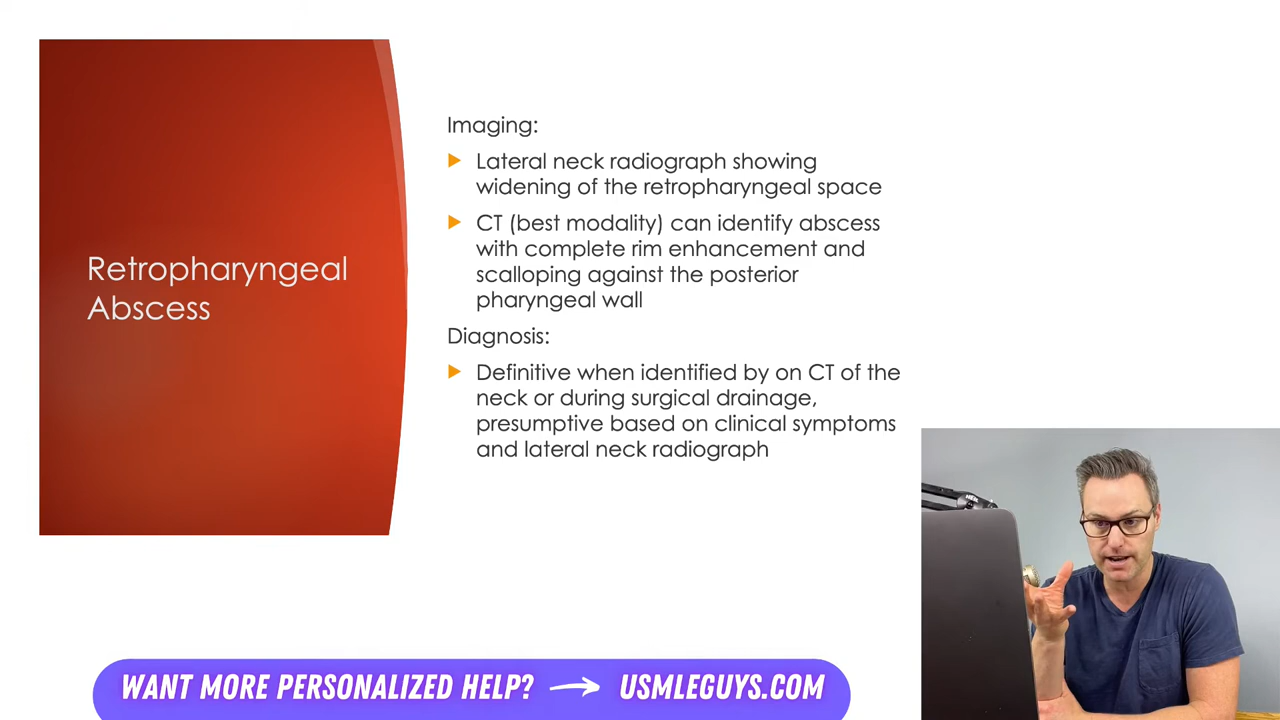 Retropharyngeal
Abscess
Imaging:
Lateral neck radiograph showing
widening of the retropharyngeal space
CT (best modality) can identify abscess
with complete rim enhancement and
scalloping against the posterior
pharyngeal wall
Diagnosis:
Definitive when identified by on CT of the
neck or during surgical drainage,
presumptive based on clinical symptoms
and lateral neck radiograph
WANT MORE PERSONALIZED HELP? → USMLEGUYS.COM